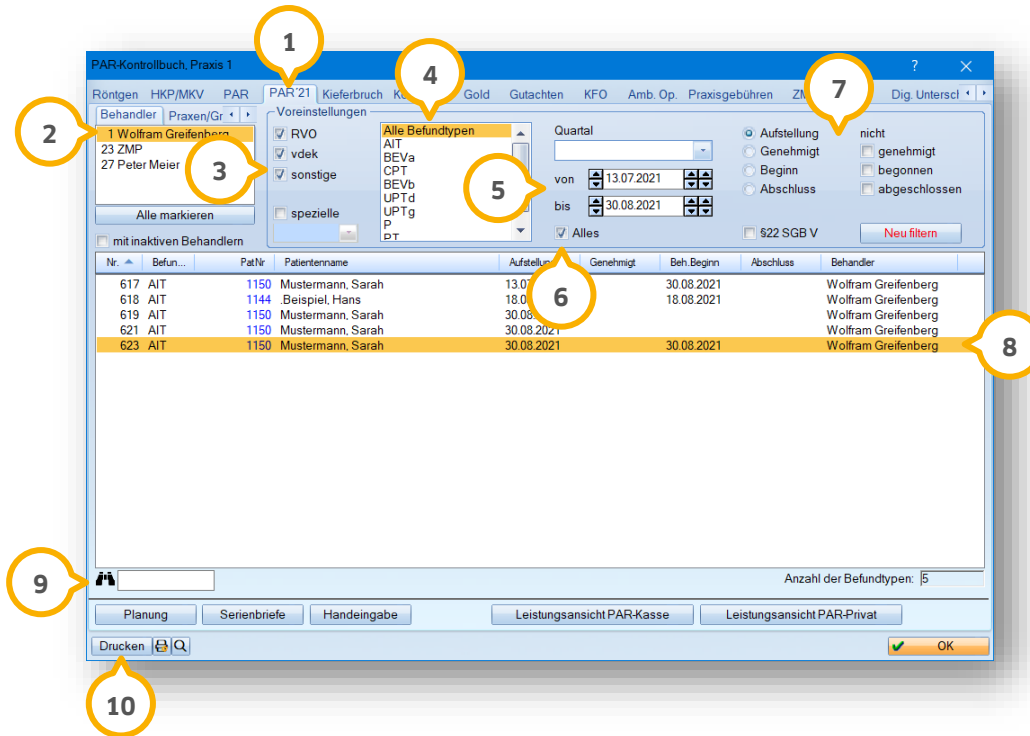 1
PAR-Kontrollbuch, Praxis 1 ?
4
7
Röntgen HKP/MKV PAR PAR'21 Kieferbruch Gold Gutachten KFO Amb. Op. Praxisgebühren Dig. Untersch
2
Behandler Praxen/Gr
1 Wolfram Greifenberg
23 ZMP
27 Peter Meier
Alle markieren
mit inaktiven Behandlern
Voreinstellungen
3
RVO
vdek
sonstige
spezielle
Alle Befundtypen
AIT
BEVa
CPT
BEVb
UPTd
UPTg
P
PT
5
Quartal
von 13.07.2021
bis 30.08.2021
Alles
6
Aufstellung nicht
Genehmigt genehmigt
Beginn begonnen
Abschluss abgeschlossen
§22 SGB V Neu filtern
Nr. Befun... PatNr Patientenname Aufstellung Genehmigt Beh.Beginn Abschluss Behandler
617 AIT 1150 Mustermann, Sarah 13.07 30.08.2021 Wolfram Greifenberg
618 AIT 1144 .Beispiel, Hans 18.0 18.08.2021 Wolfram Greifenberg
619 AIT 1150 Mustermann, Sarah 30.08.2021 Wolfram Greifenberg
621 AIT 1150 Mustermann, Sarah 30.08.2021 Wolfram Greifenberg
623 AIT 1150 Mustermann, Sarah 30.08.2021 30.08.2021 Wolfram Greifenberg
8
9
Anzahl der Befundtypen: 5
Planung Serienbriefe Handeingabe Leistungsansicht PAR-Kasse Leistungsansicht PAR-Privat
Drucken OK
10